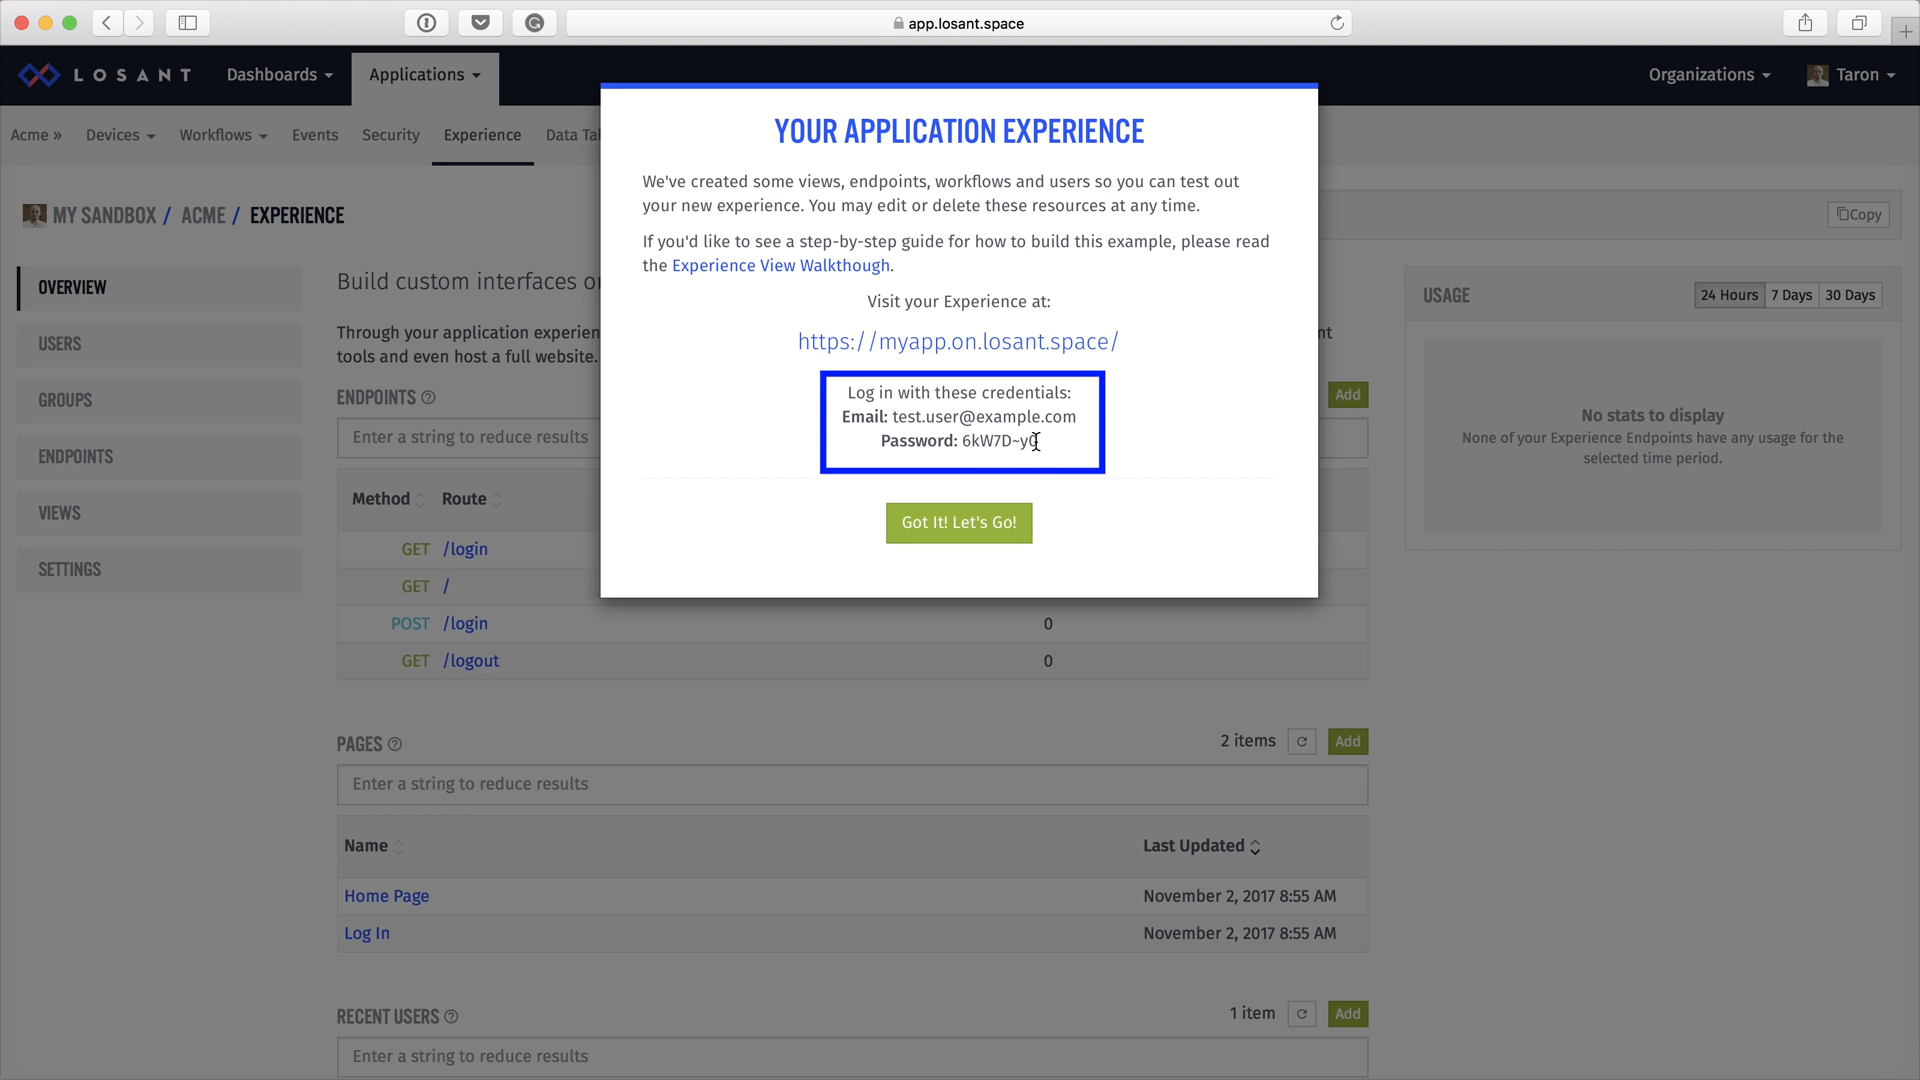 app.losant.space
LOSANT
Dashboards
Applications
Organizations
Taron
Acme »
Devices
Workflows
Events
Security
Experience
Data
MY SANDBOX / ACME / EXPERIENCE
Copy
OVERVIEW
USERS
GROUPS
ENDPOINTS
VIEWS
SETTINGS
Build custom interfaces
Through your application
tools and even host a full website.
ENDPOINTS
Add
Enter a string to reduce results
Method Route
GET /login
GET /
POST /login 0
GET /logout 0
PAGES
2 items
Add
Enter a string to reduce results
Name Last Updated
Home Page November 2, 2017 8:55 AM
Log In November 2, 2017 8:55 AM
RECENT USERS
1 item
Add
Enter a string to reduce results
USAGE
24 Hours 7 Days 30 Days
No stats to display
None of your Experience Endpoints have any usage for the
selected time period.
YOUR APPLICATION EXPERIENCE
We've created some views, endpoints, workflows and users so you can test out
your new experience. You may edit or delete these resources at any time.
If you'd like to see a step-by-step guide for how to build this example, please read
the Experience View Walkthough.
Visit your Experience at:
https://myapp.on.losant.space/
Log in with these credentials:
Email: test.user@example.com
Password:
Got It! Let's Go!